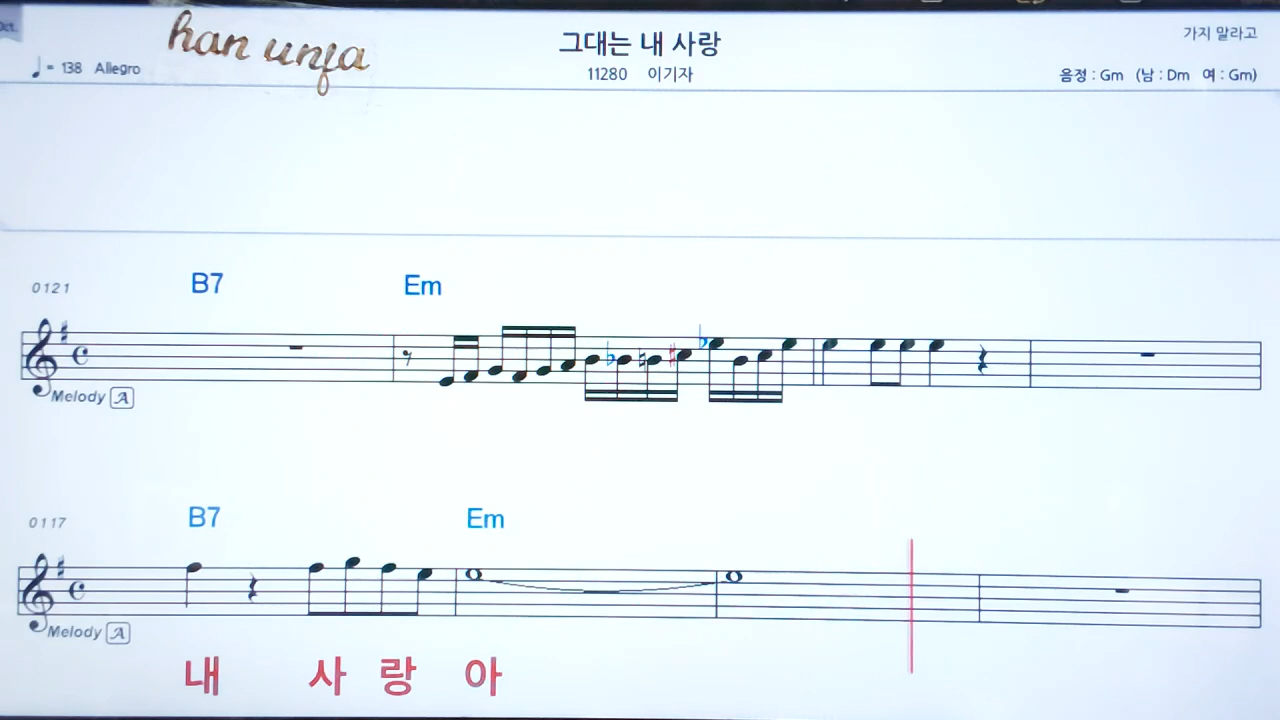 Oct.
han unja
그대는 내 사랑
가지 말라고
♩= 138 Allegro
11280 이기자
음정 : Gm (남 : Dm 여 : Gm)
0121 B7 Em
Melody A
0117 B7 Em
Melody A
내 사 랑 아